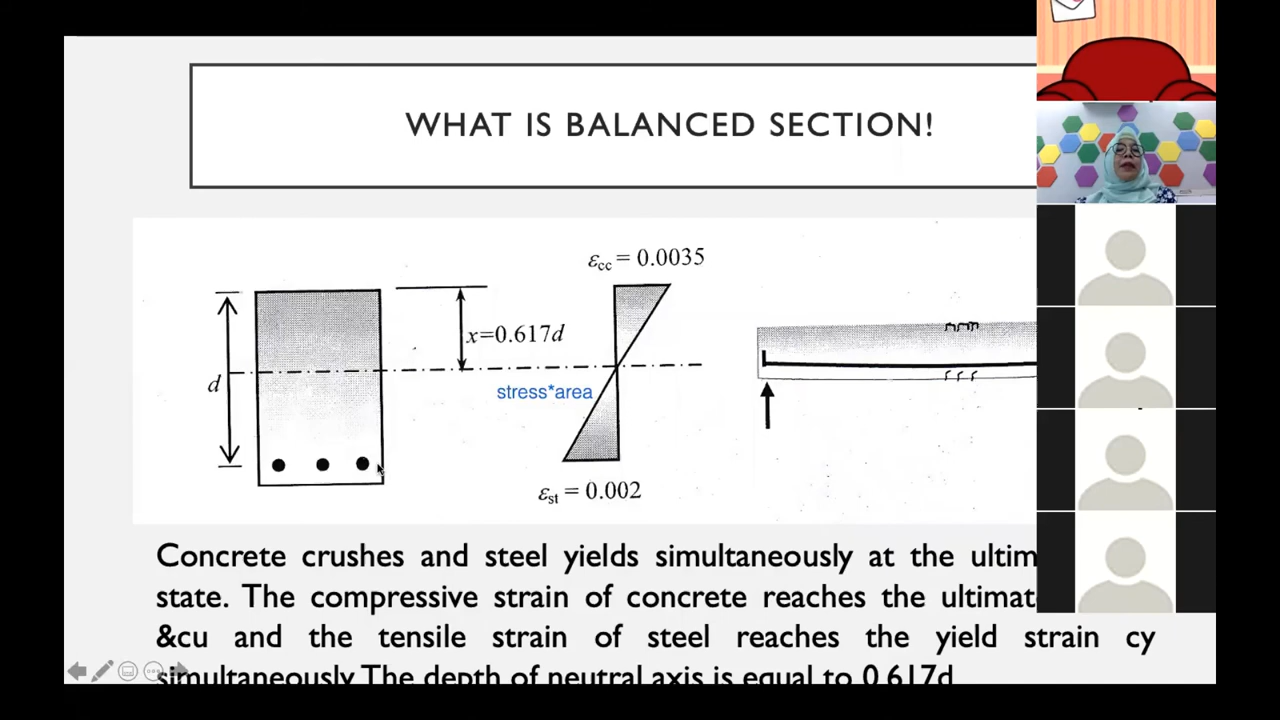 WHAT IS BALANCED SECTION!
εcc = 0.0035
x=0.617d
d
stress*area
εst = 0.002
Concrete crushes and steel yields simultaneously at the
state. The compressive strain of concrete reaches the
&cu and the tensile strain of steel reaches the yield strain cy
simultaneously.The depth of neutral axis is equal to 0.617d